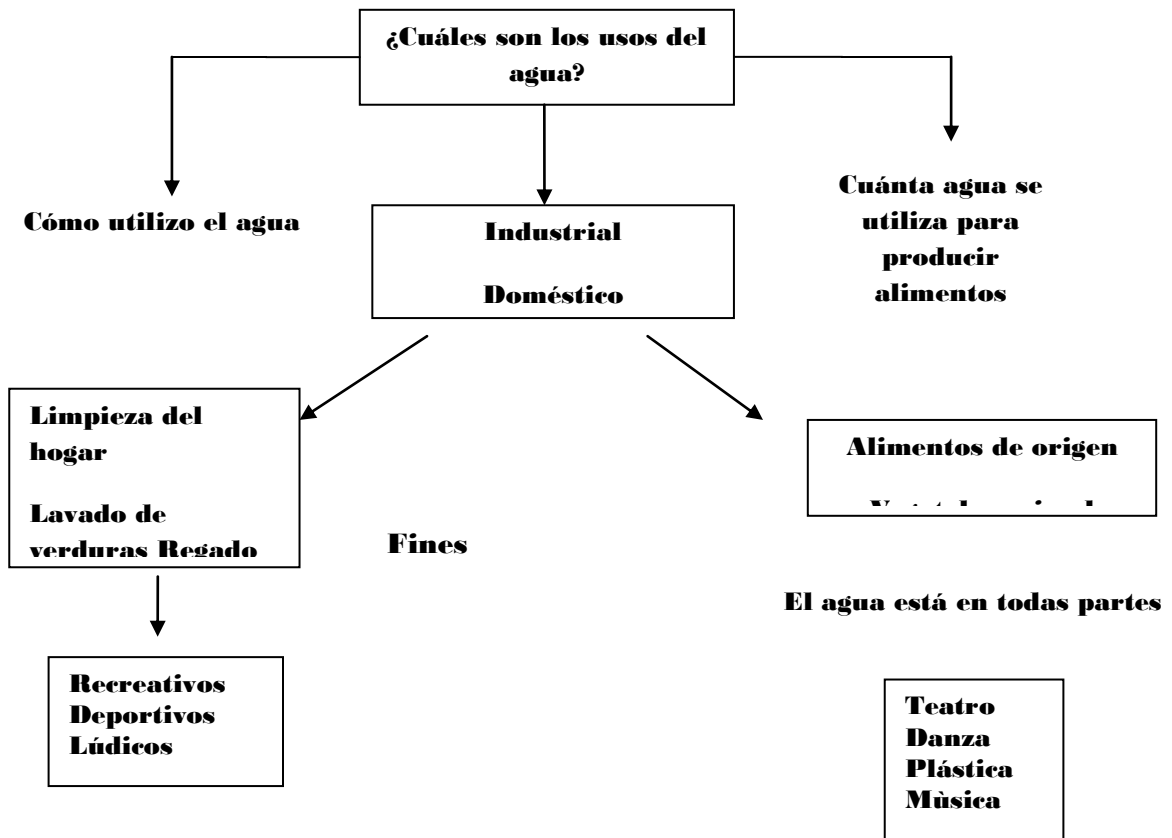 ¿Cuáles son los usos del
agua?
Cómo utilizo el agua
Industrial
Doméstico
Cuánta agua se
utiliza para
producir
alimentos
Limpieza del
hogar
Lavado de
verduras Regado
Fines
Alimentos de origen
El agua está en todas partes
Recreativos
Deportivos
Lúdicos
Teatro
Danza
Plástica
Mùsica